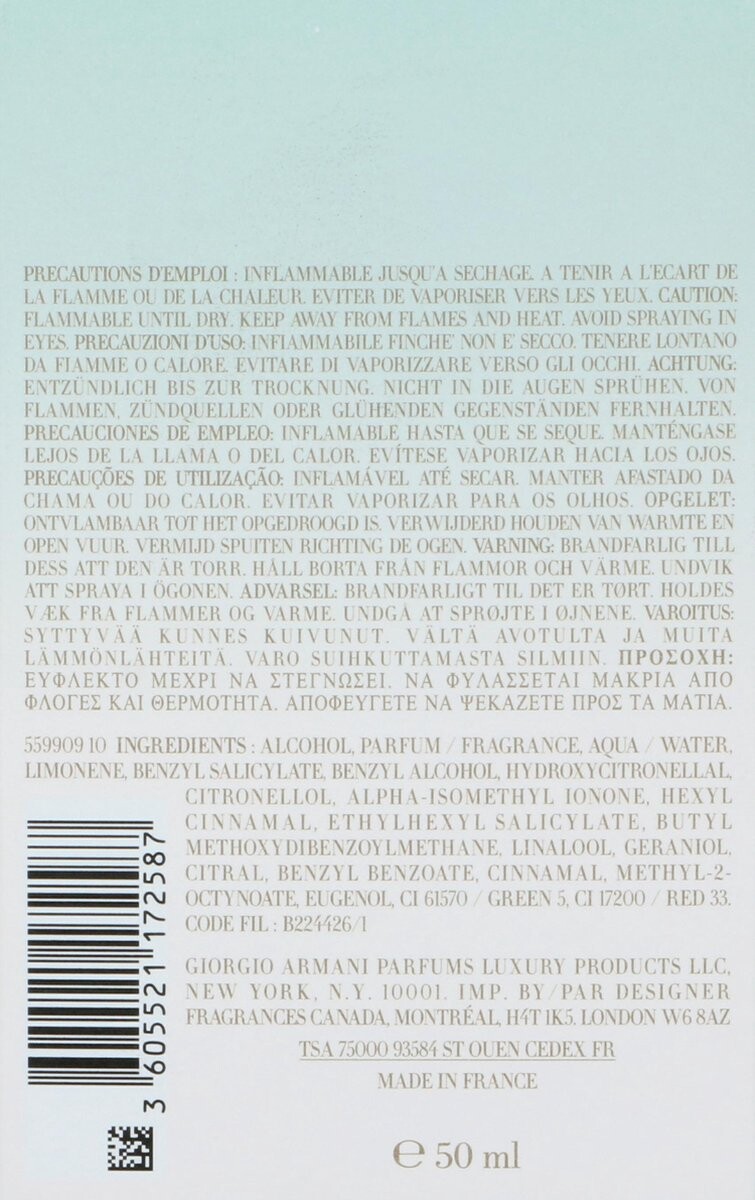 PRECAUTIONS D'EMPLOI : INFLAMMABLE JUSQU'A SECHAGE. A TENIR A L'ECART DE
LA FLAMME OU DE LA CHALEUR. EVITER DE VAPORISER VERS LES YEUX. CAUTION:
FLAMMABLE UNTIL DRY. KEEP AWAY FROM FLAMES AND HEAT. AVOID SPRAYING IN
EYES. PRECAUZIONI D'USO: INFIAMMABILE FINCHE' NON E' SECCO. TENERE LONTANO
DA FIAMME O CALORE. EVITARE DI VAPORIZZARE VERSO GLI OCCHI. ACHTUNG:
ENTZÜNDLICH BIS ZUR TROCKNUNG. NICHT IN DIE AUGEN SPRÜHEN. VON
FLAMMEN, ZÜNDQUELLEN ODER GLÜHENDEN GEGENSTÄNDEN FERNHALTEN.
PRECAUCIONES DE EMPLEO: INFLAMABLE HASTA QUE SE SEQUE. MANTÉNGASE
LEJOS DE LA LLAMA O DEL CALOR. EVÍTESE VAPORIZAR HACIA LOS OJOS.
PRECAUÇÕES DE UTILIZAÇÃO: INFLAMÁVEL ATÉ SECAR. MANTER AFASTADO DA
CHAMA OU DO CALOR. EVITAR VAPORIZAR PARA OS OLHOS. OPGELET:
ONTVLAMBAAR TOT HET OPGEDROOGD IS. VERWIJDERD HOUDEN VAN WARMTE EN
OPEN VUUR. VERMIJD SPUITEN RICHTING DE OGEN. VARNING: BRANDFARLIG TILL
DESS ATT DEN ÄR TORR. HÅLL BORTA FRÅN FLAMMOR OCH VÄRME. UNDVIK
ATT SPRAYA I ÖGONEN. ADVARSEL: BRANDFARLIGT TIL DET ER TØRT. HOLDES
VÆK FRA FLAMMER OG VARME. UNDGÅ AT SPRØJTE I ØJNENE. VAROITUS:
SYTTYVÄÄ KUNNES KUIVUNUT. VÄLTÄ AVOTULTA JA MUITA
LÄMMÖNLÄHTEITÄ. VARO SUIHKUTTAMASTA SILMIIN. ΠΡΟΣΟΧΗ:
ΕΥΦΛΕΚΤΟ ΜΕΧΡΙ ΝΑ ΣΤΕΓΝΩΣΕΙ. ΝΑ ΦΥΛΑΣΣΕΤΑΙ ΜΑΚΡΙΑ ΑΠΟ
ΦΛΟΓΕΣ ΚΑΙ ΘΕΡΜΟΤΗΤΑ. ΑΠΟΦΕΥΓΕΤΕ ΝΑ ΨΕΚΑΖΕΤΕ ΠΡΟΣ ΤΑ ΜΑΤΙΑ.
559909 10 INGREDIENTS : ALCOHOL, PARFUM / FRAGRANCE, AQUA / WATER,
LIMONENE, BENZYL SALICYLATE, BENZYL ALCOHOL, HYDROXYCITRONELLAL,
CITRONELLOL, ALPHA-ISOMETHYL IONONE, HEXYL
CINNAMAL, ETHYLHEXYL SALICYLATE, BUTYL
METHOXYDIBENZOYLMETHANE, LINALOOL, GERANIOL,
CITRAL, BENZYL BENZOATE, CINNAMAL, METHYL-2-
OCTYNOATE, EUGENOL, CI 61570 / GREEN 5, CI 17200 / RED 33.
CODE FIL : B224426/1
GIORGIO ARMANI PARFUMS LUXURY PRODUCTS LLC,
NEW YORK, N.Y. 10001. IMP. BY/PAR DESIGNER
FRAGRANCES CANADA, MONTRÉAL, H4T 1K5. LONDON W6 8AZ
TSA 75000 93584 ST OUEN CEDEX FR
MADE IN FRANCE
3 605521 172587
℮ 50 ml